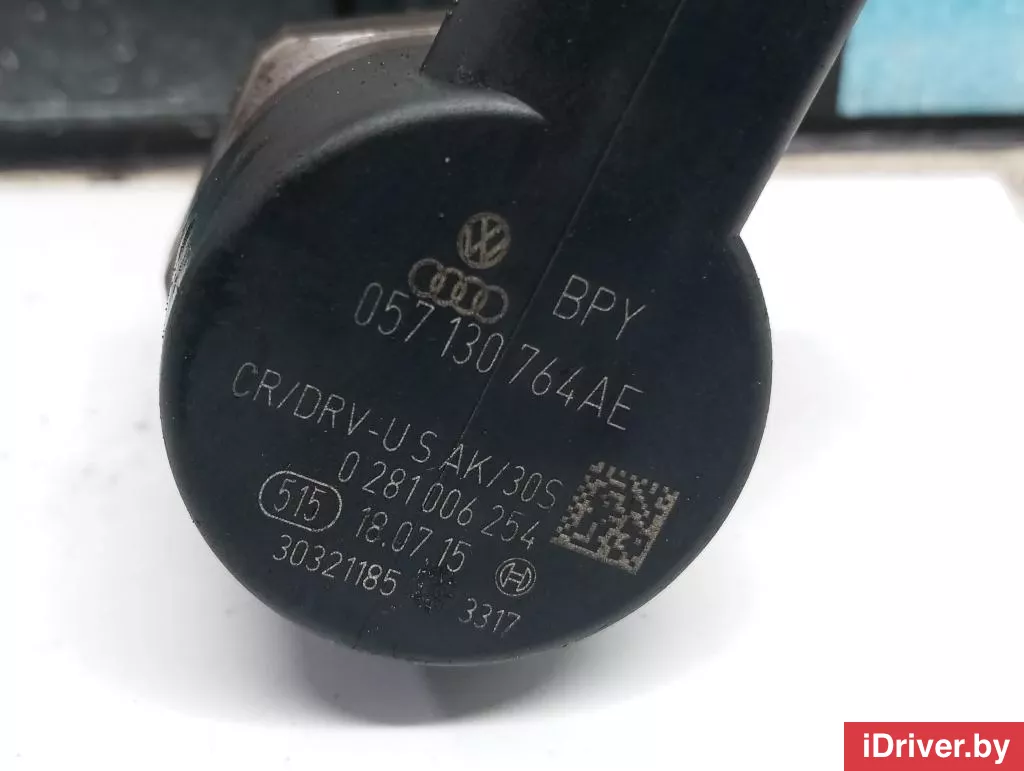 BPY
057 130 764AE
CR/DRV-U S AK/30S
0 281 006 254
515 18.07.15
30321185 3317
iDriver.by